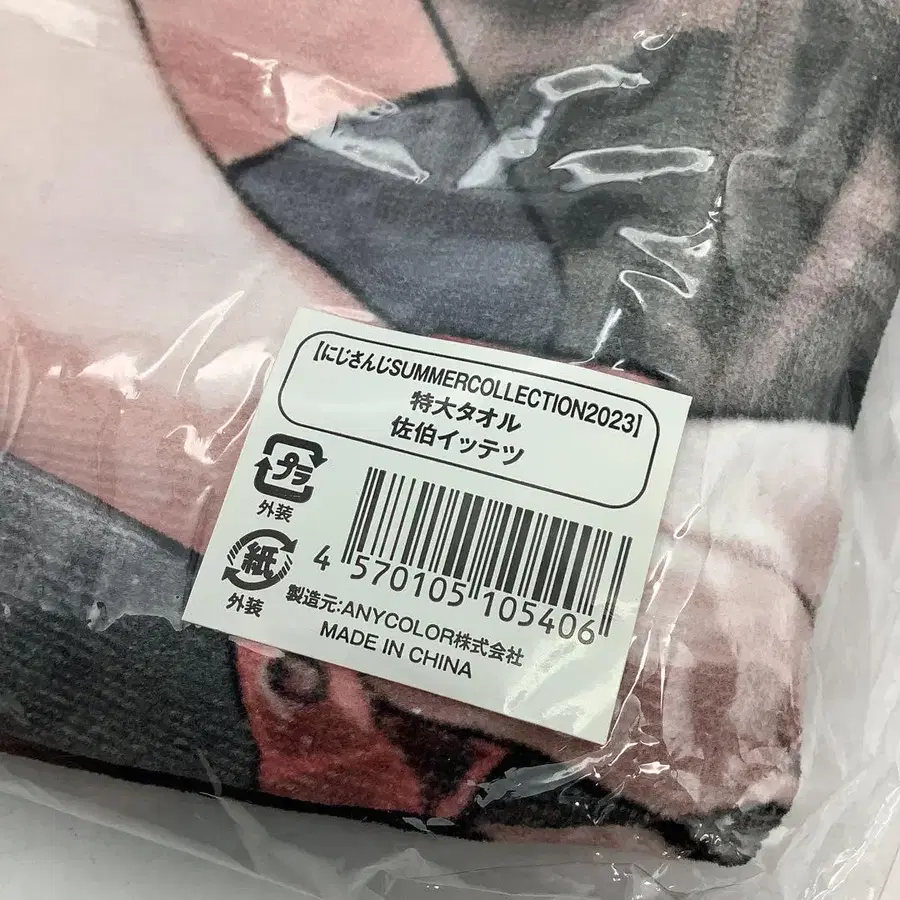 【にじさんじSUMMERCOLLECTION2023】
特大タオル
佐伯イッテツ
プラ
外装
紙
外装
4 570105 105406
製造元:ANYCOLOR株式会社
MADE IN CHINA